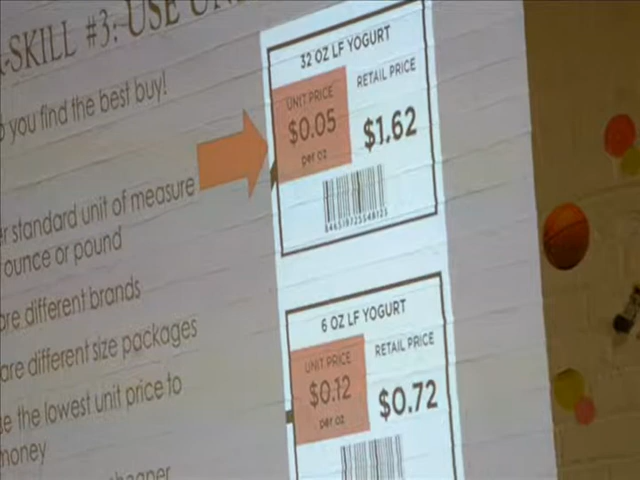 -SKILL #3: USE
you find the best buy!
standard unit of measure
ounce or pound
different brands
are different size packages
the lowest unit price to
money
cheaper
32 OZ LF YOGURT
UNIT PRICE
RETAIL PRICE
$0.05
$1.62
per oz
6 OZ LF YOGURT
UNIT PRICE
RETAIL PRICE
$0.12
$0.72
per oz